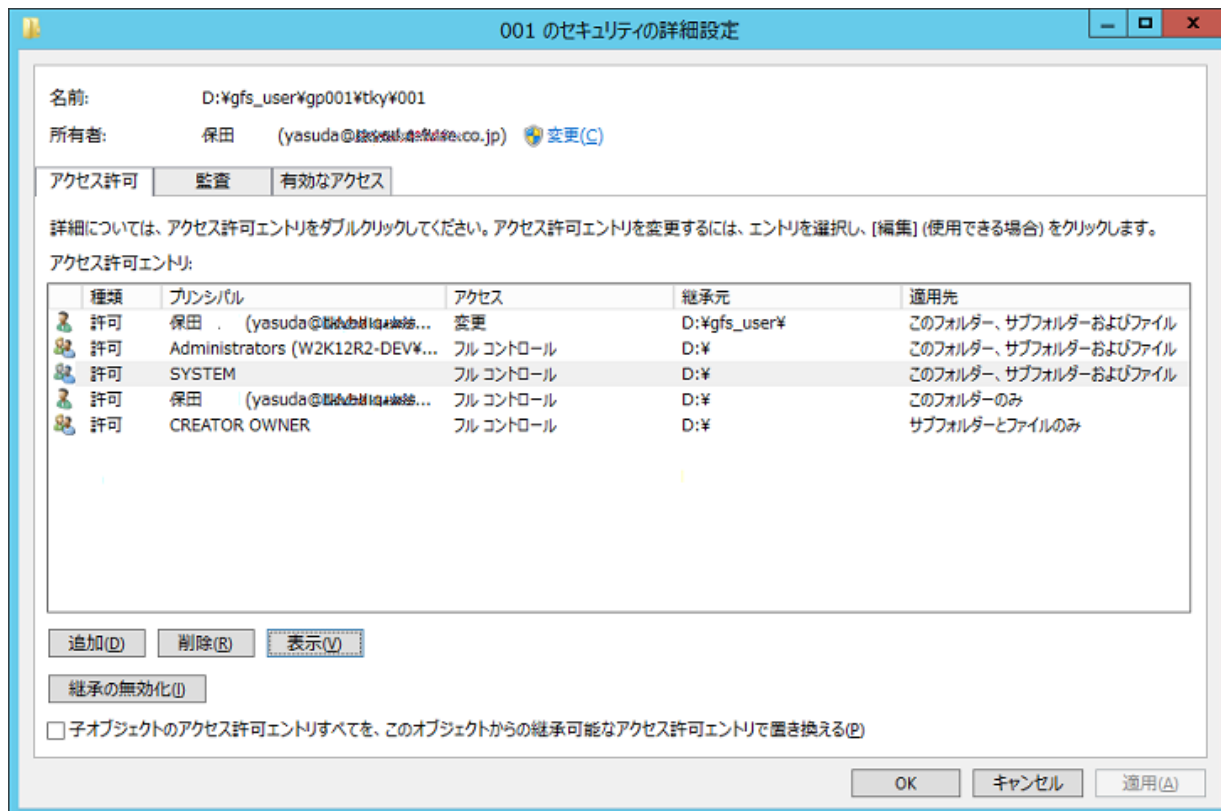 001 のセキュリティの詳細設定
名前: D:¥gfs_user¥gp001¥tky¥001
所有者: 保田 (yasuda@ .co.jp) 変更(C)
アクセス許可 監査 有効なアクセス
詳細については、アクセス許可エントリをダブルクリックしてください。アクセス許可エントリを変更するには、エントリを選択し、[編集] (使用できる場合) をクリックします。
アクセス許可エントリ:
種類 プリンシパル アクセス 継承元 適用先
許可 保田 . (yasuda@ ... 変更 D:¥gfs_user¥ このフォルダー、サブフォルダーおよびファイル
許可 Administrators (W2K12R2-DEV¥... フル コントロール D:¥ このフォルダー、サブフォルダーおよびファイル
許可 SYSTEM フル コントロール D:¥ このフォルダー、サブフォルダーおよびファイル
許可 保田 (yasuda@ ... フル コントロール D:¥ このフォルダーのみ
許可 CREATOR OWNER フル コントロール D:¥ サブフォルダーとファイルのみ
追加(D) 削除(R) 表示(V)
継承の無効化(I)
子オブジェクトのアクセス許可エントリすべてを、このオブジェクトからの継承可能なアクセス許可エントリで置き換える(P)
OK キャンセル 適用(A)